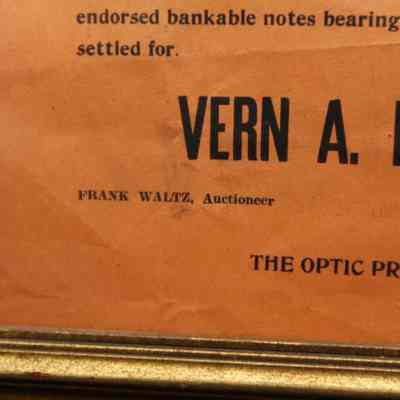 endorsed bankable notes bearing
settled for.
VERN A.
FRANK WALTZ, Auctioneer
THE OPTIC PR